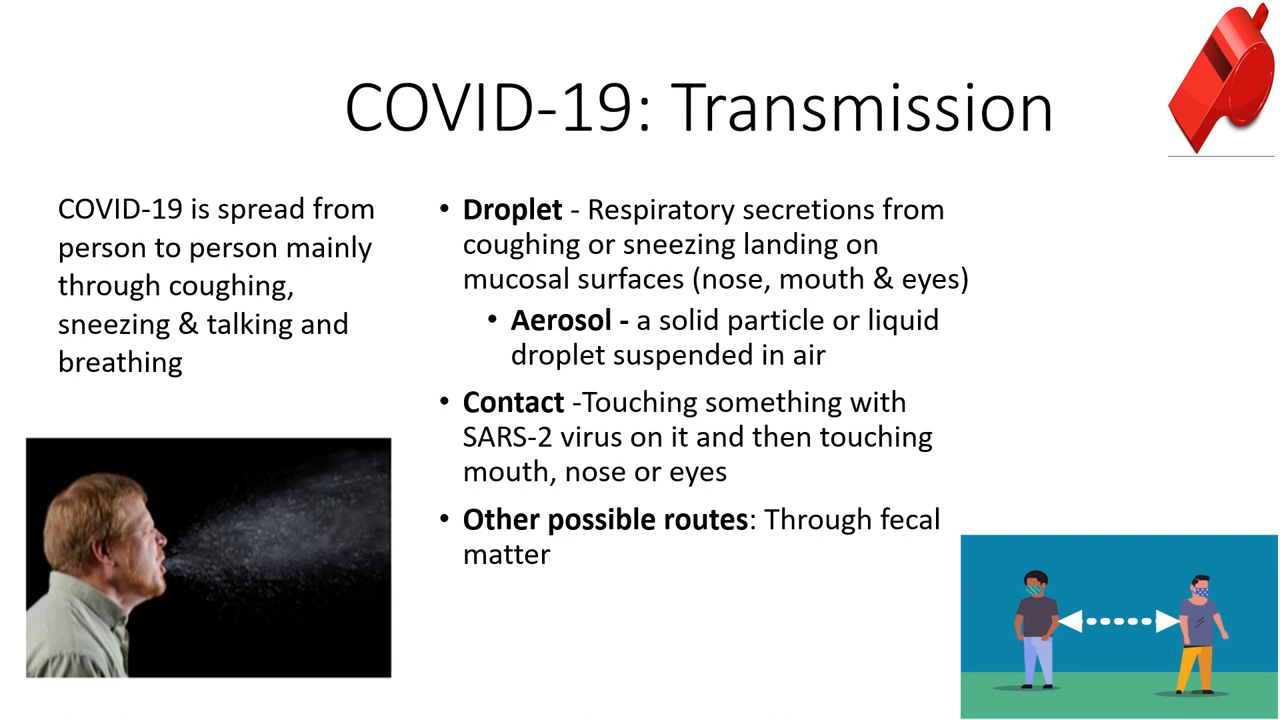 COVID-19: Transmission
COVID-19 is spread from
person to person mainly
through coughing,
sneezing & talking and
breathing
• Droplet - Respiratory secretions from
coughing or sneezing landing on
mucosal surfaces (nose, mouth & eyes)
• Aerosol - a solid particle or liquid
droplet suspended in air
• Contact -Touching something with
SARS-2 virus on it and then touching
mouth, nose or eyes
• Other possible routes: Through fecal
matter